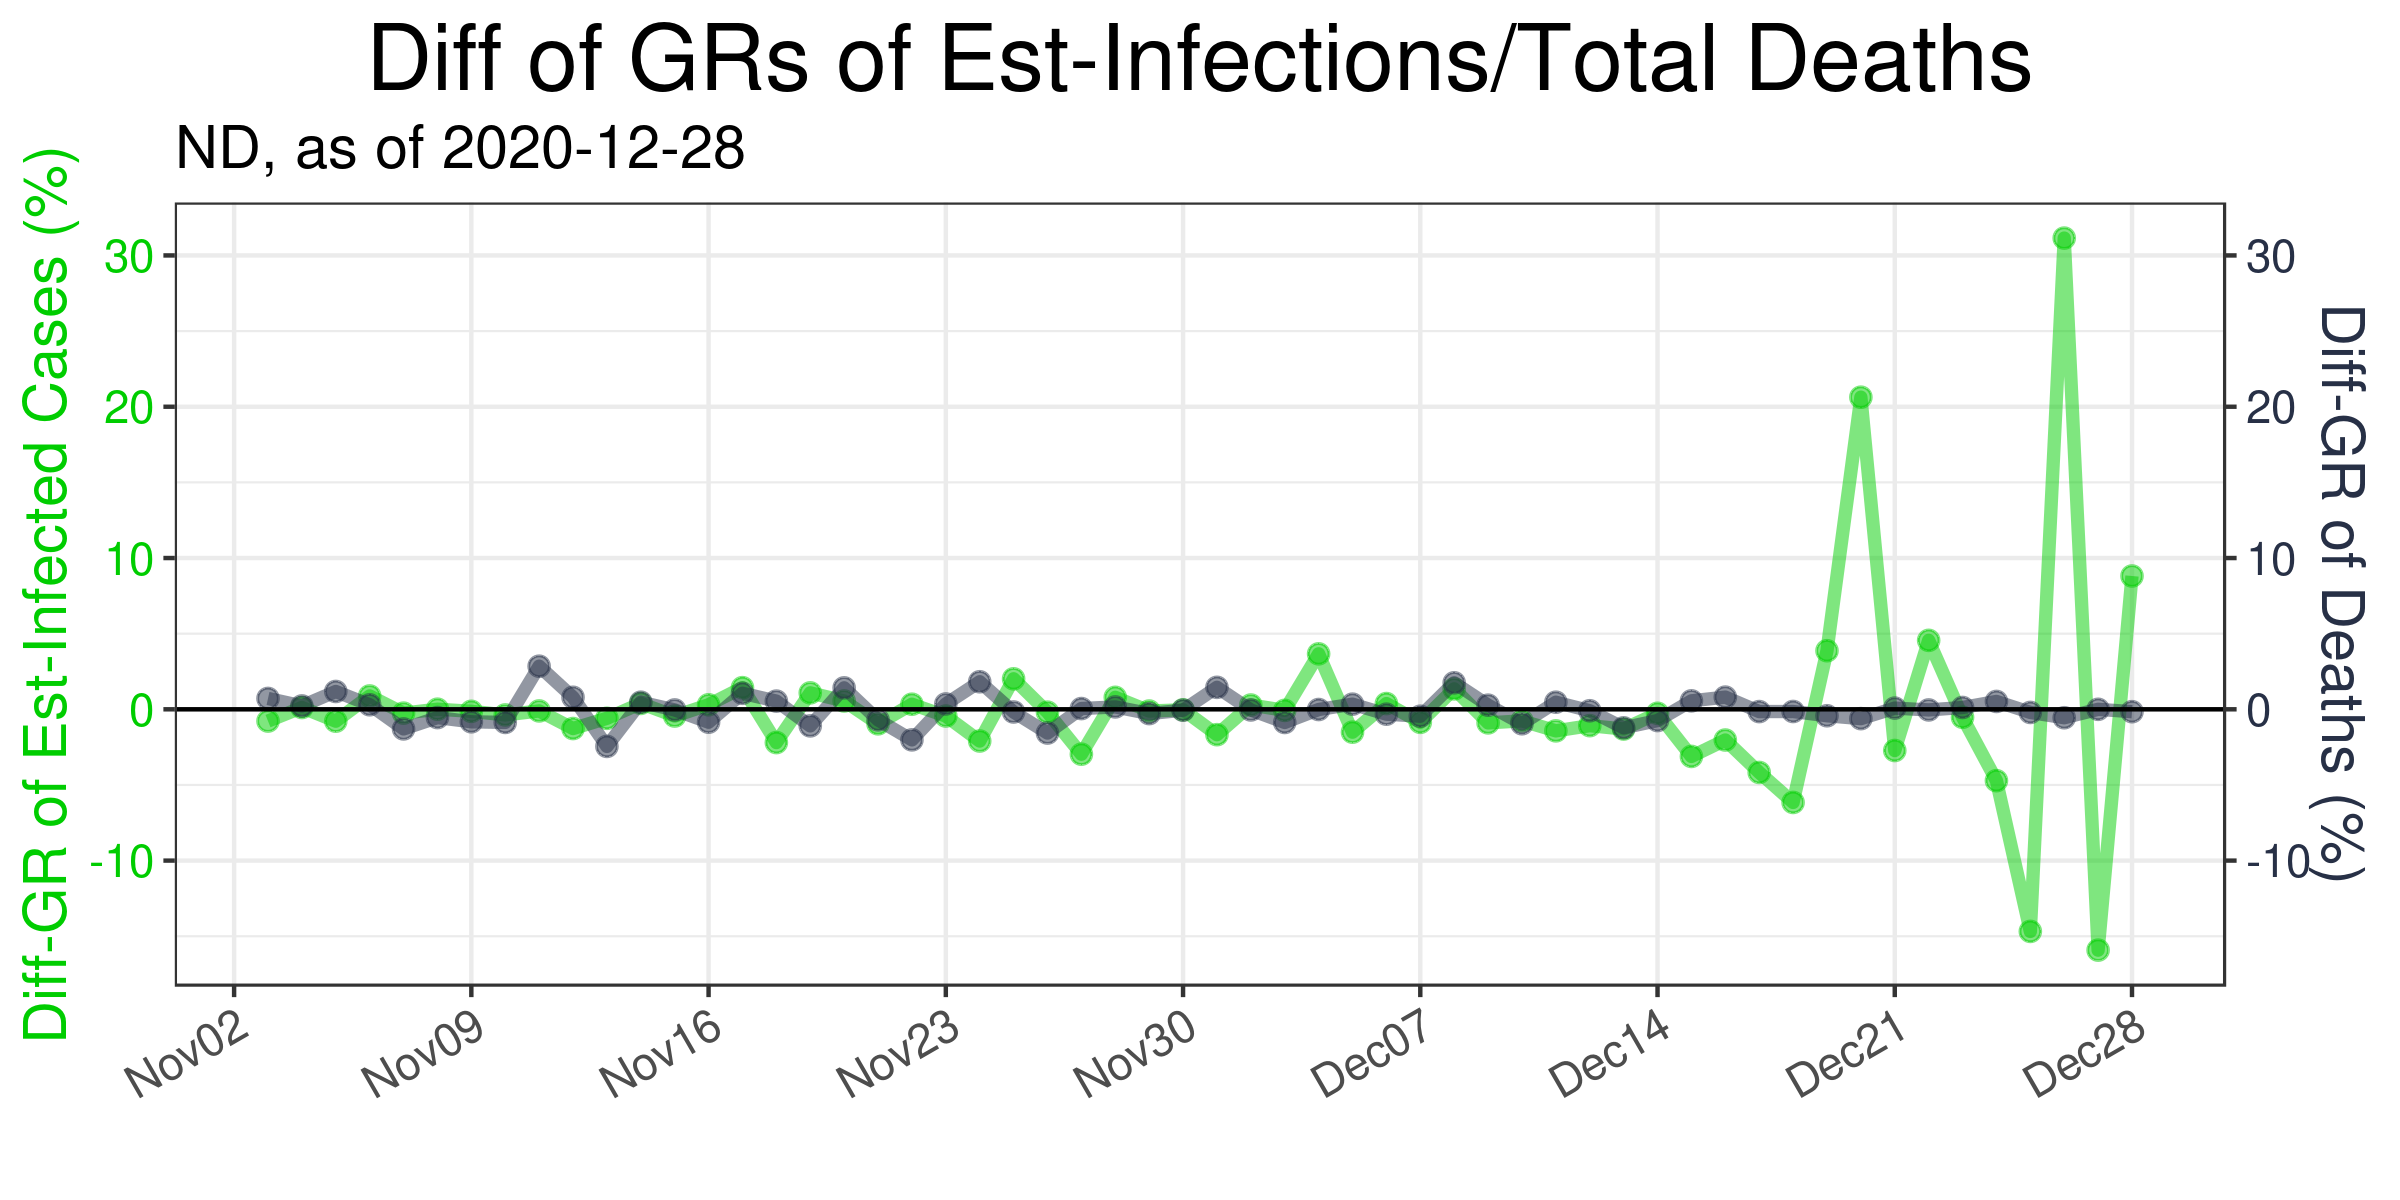 Diff of GRs of Est-Infections/Total Deaths
ND, as of 2020-12-28
Diff-GR of Est-Infected Cases (%)
30
20
10
0
-10
30
20
10
0
-10
Diff-GR of Deaths (%)
Nov02
Nov09
Nov16
Nov23
Nov30
Dec07
Dec14
Dec21
Dec28